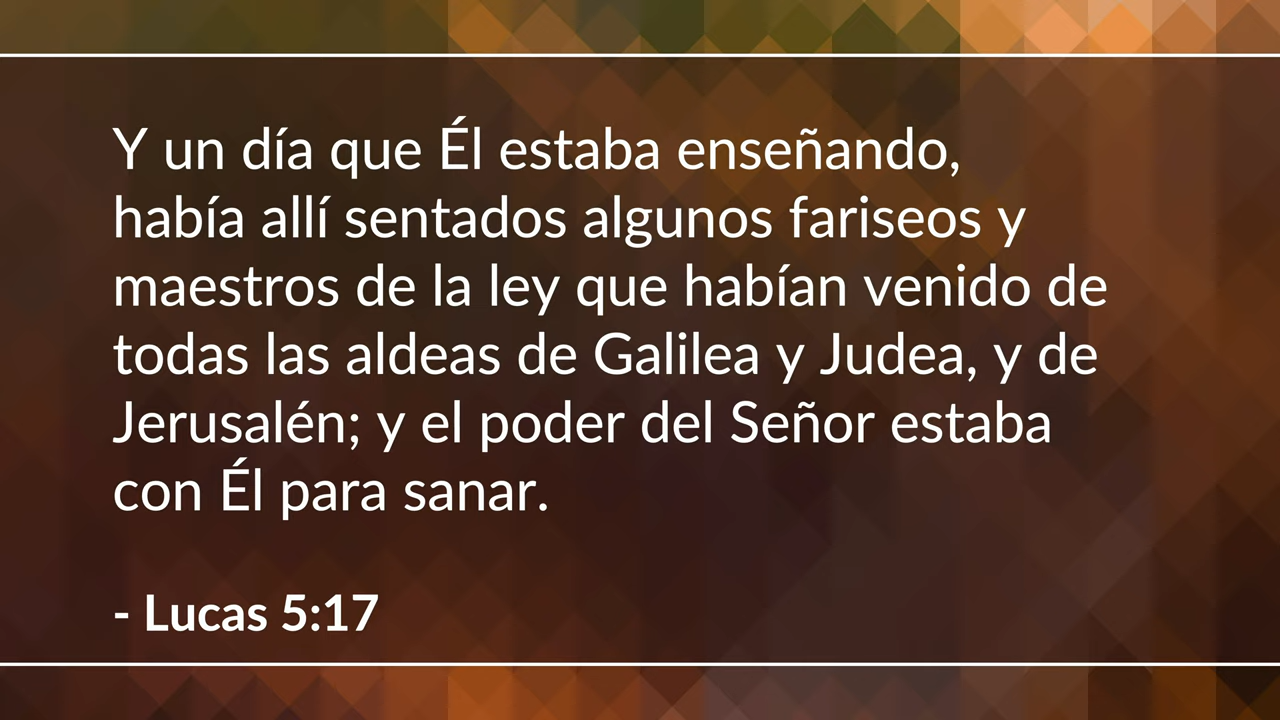 Y un día que Él estaba enseñando,
había allí sentados algunos fariseos y
maestros de la ley que habían venido de
todas las aldeas de Galilea y Judea, y de
Jerusalén; y el poder del Señor estaba
con Él para sanar.
- Lucas 5:17